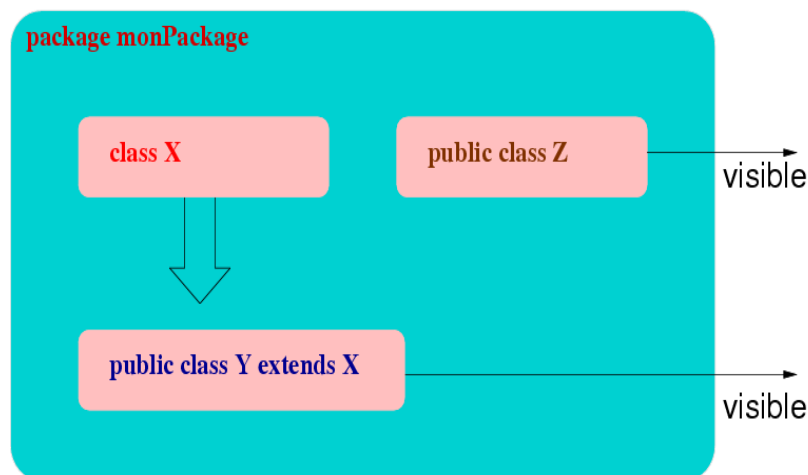 package monPackage
class X
public class Z
visible
public class Y extends X
visible